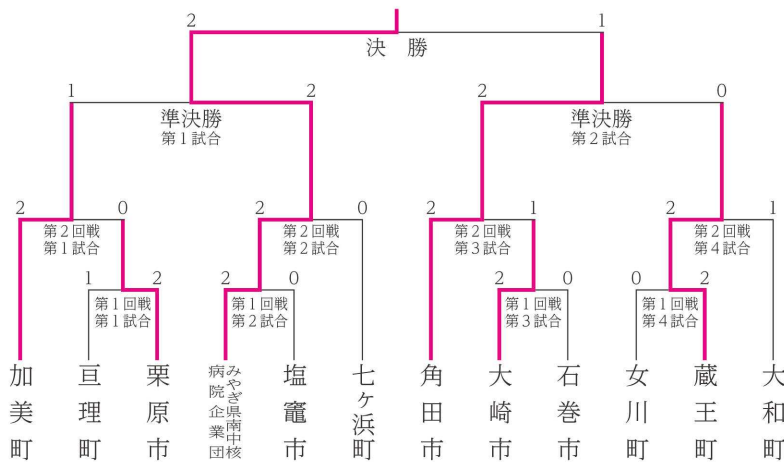 2 1
決勝
1 2 2 0
準決勝 準決勝
第1試合 第2試合
2 0 2 0 2 1 2 1
第2回戦 第2回戦 第2回戦 第2回戦
第1試合 第2試合 第3試合 第4試合
1 2 2 0 2 0 0 2
第1回戦 第1回戦 第1回戦 第1回戦
第1試合 第2試合 第3試合 第4試合
加美町
亘理町
栗原市
みやぎ県南中核
病院企業団
塩竈市
七ヶ浜町
角田市
大崎市
石巻市
女川町
蔵王町
大和町